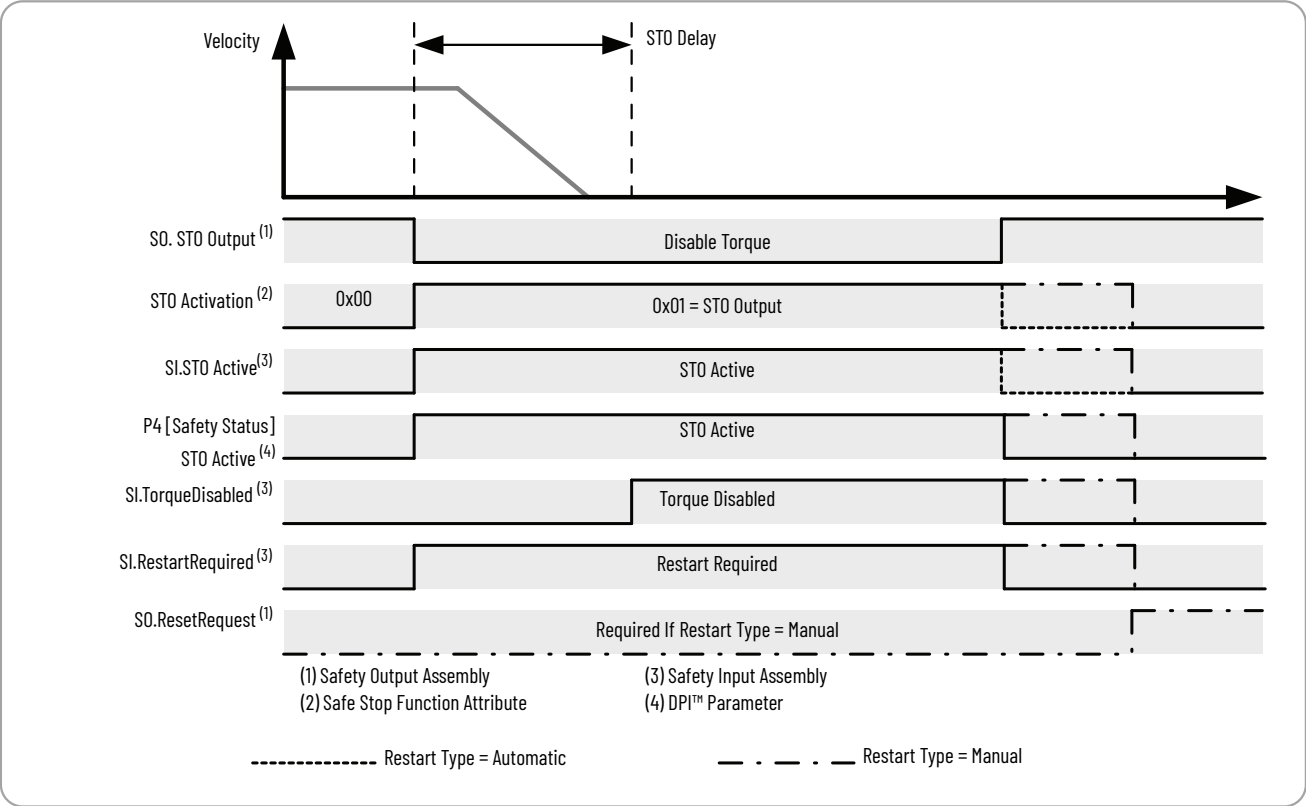 Velocity
STO Delay
SO. STO Output (1)
Disable Torque
STO Activation (2)
0x00
0x01 = STO Output
SI.STO Active(3)
STO Active
P4 [Safety Status]
STO Active (4)
STO Active
SI.TorqueDisabled (3)
Torque Disabled
SI.RestartRequired (3)
Restart Required
SO.ResetRequest (1)
Required If Restart Type = Manual
(1) Safety Output Assembly
(2) Safe Stop Function Attribute
(3) Safety Input Assembly
(4) DPI™ Parameter
Restart Type = Automatic
Restart Type = Manual